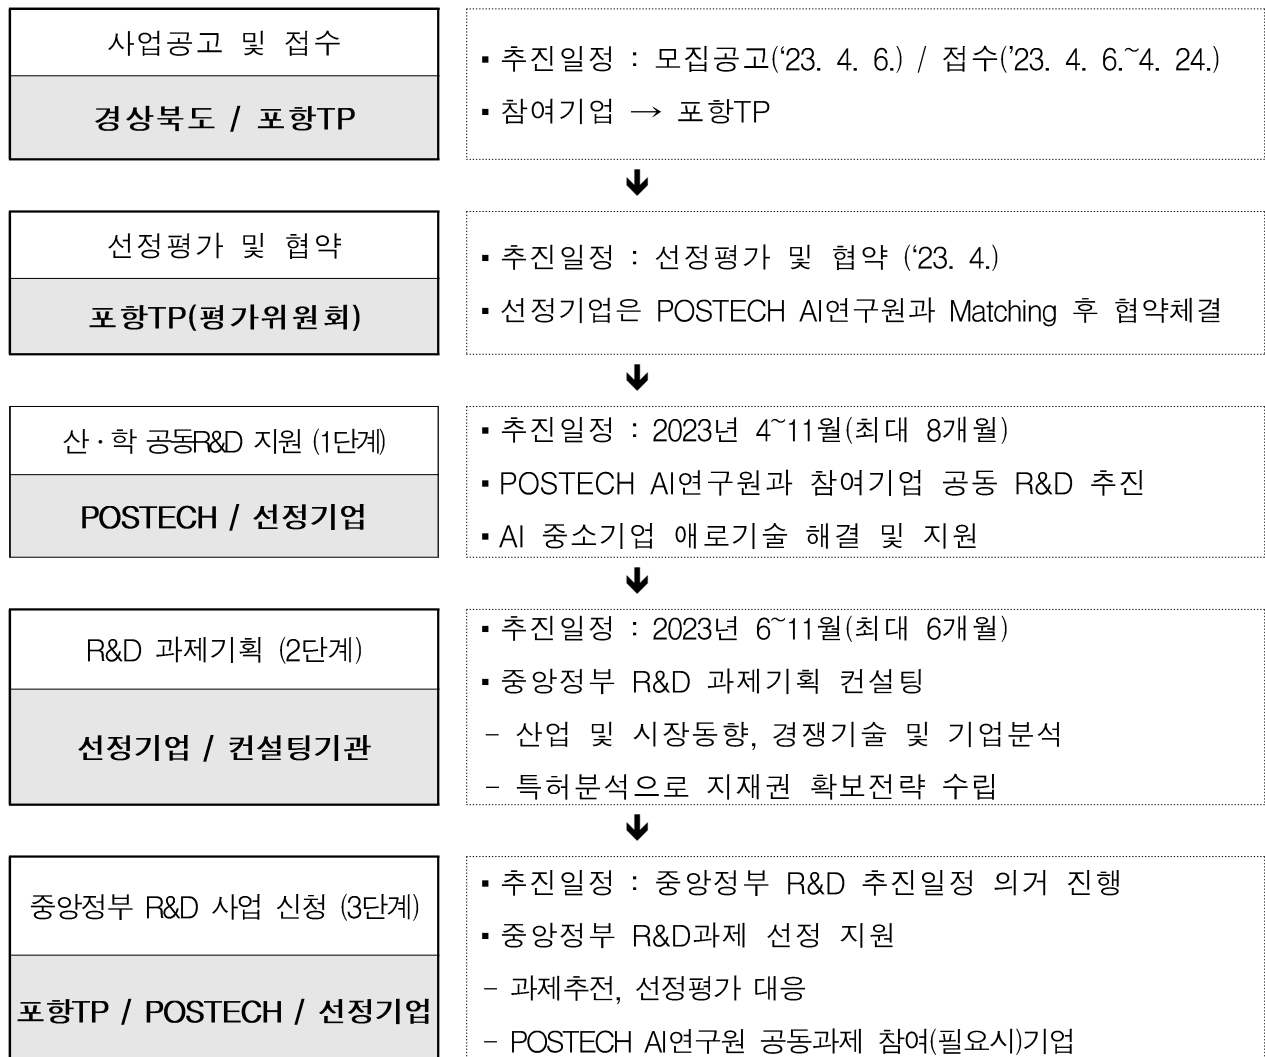 사업공고 및 접수
경상북도 / 포항TP
▪ 추진일정 : 모집공고(‘23. 4. 6.) / 접수(’23. 4. 6.~4. 24.)
▪ 참여기업 → 포항TP
선정평가 및 협약
포항TP(평가위원회)
▪ 추진일정 : 선정평가 및 협약 (‘23. 4.)
▪ 선정기업은 POSTECH AI연구원과 Matching 후 협약체결
산·학 공동R&D 지원 (1단계)
POSTECH / 선정기업
▪ 추진일정 : 2023년 4~11월(최대 8개월)
▪ POSTECH AI연구원과 참여기업 공동 R&D 추진
▪ AI 중소기업 애로기술 해결 및 지원
R&D 과제기획 (2단계)
선정기업 / 컨설팅기관
▪ 추진일정 : 2023년 6~11월(최대 6개월)
▪ 중앙정부 R&D 과제기획 컨설팅
- 산업 및 시장동향, 경쟁기술 및 기업분석
- 특허분석으로 지재권 확보전략 수립
중앙정부 R&D 사업 신청 (3단계)
포항TP / POSTECH / 선정기업
▪ 추진일정 : 중앙정부 R&D 추진일정 의거 진행
▪ 중앙정부 R&D과제 선정 지원
- 과제추전, 선정평가 대응
- POSTECH AI연구원 공동과제 참여(필요시)기업